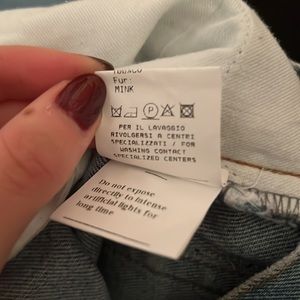 Fur:
MINK
P
A
PER IL LAVAGGIO
RIVOLGERSI A CENTRI
SPECIALIZZATI / FOR
WASHING CONTACT
SPECIALIZED CENTERS
Do not expose
directly to intense
artificial lights for
long time